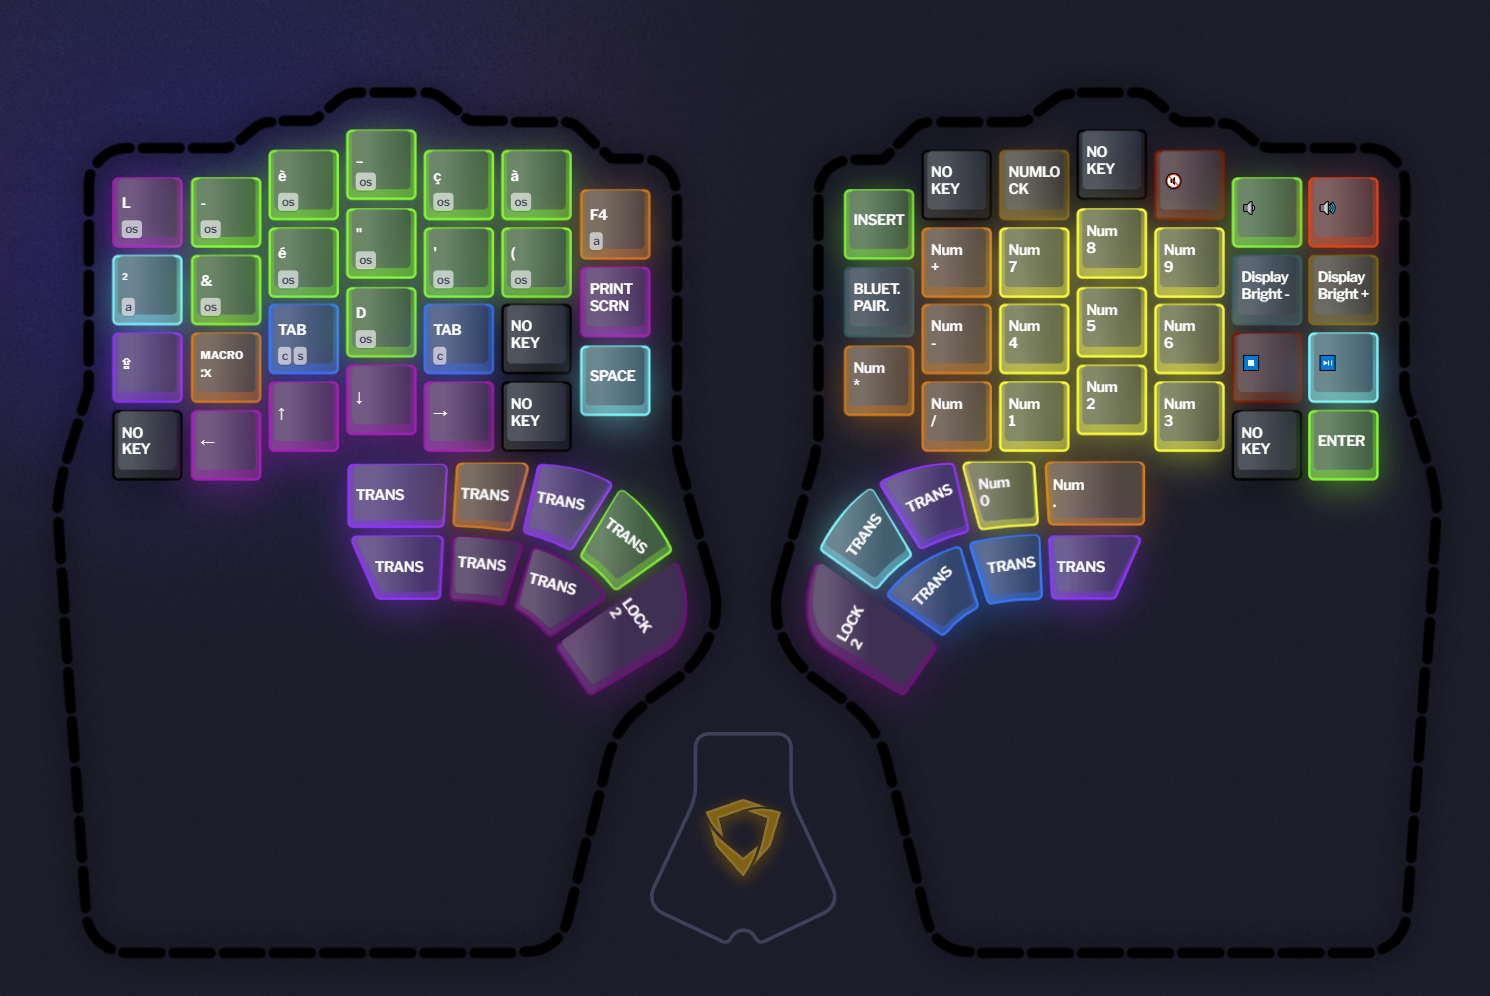 L
os
-
os
è
os
_
os
ç
os
à
os
F4
a
²
a
&
os
é
os
"
os
'
os
(
os
PRINT
SCRN
⇪
MACRO
:x
TAB
c s
D
os
TAB
c
NO
KEY
SPACE
NO
KEY
←
↑
↓
→
NO
KEY
TRANS
TRANS
TRANS
TRANS
TRANS
TRANS
TRANS
LOCK
2
INSERT
NO
KEY
NUMLO
CK
NO
KEY
BLUET.
PAIR.
Num
+
Num
7
Num
8
Num
9
Display
Bright -
Display
Bright +
Num
*
Num
-
Num
4
Num
5
Num
6
Num
/
Num
1
Num
2
Num
3
NO
KEY
ENTER
TRANS
TRANS
Num
0
Num
.
LOCK
2
TRANS
TRANS
TRANS